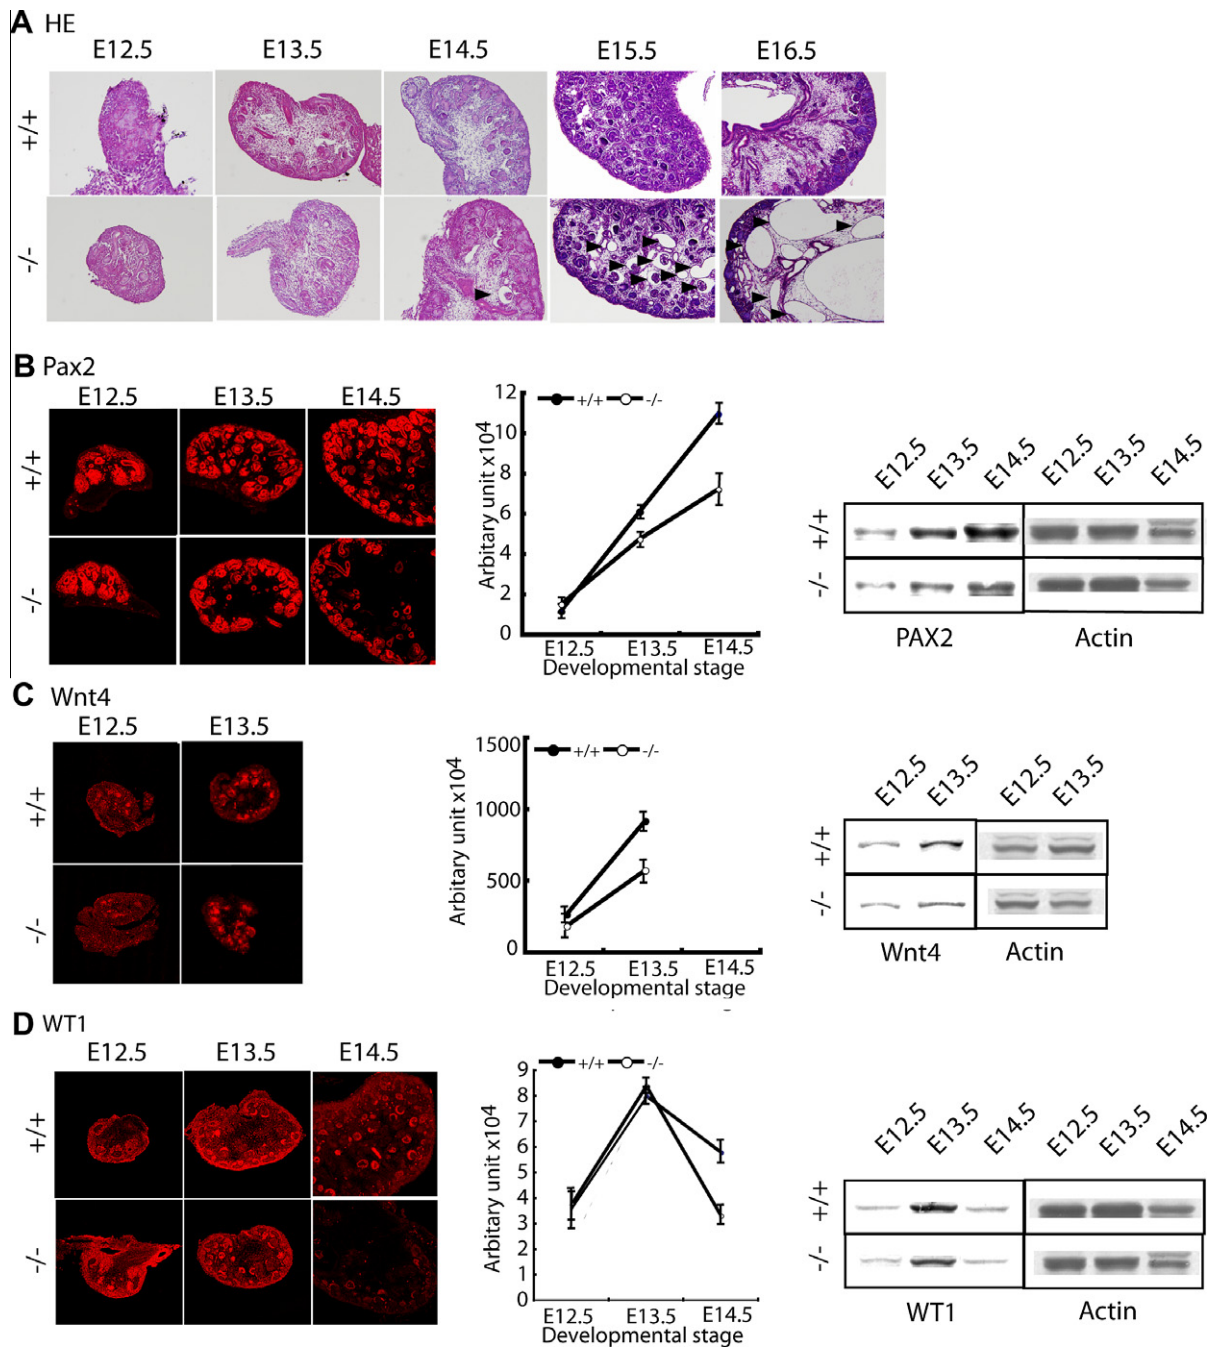 A HE
E12.5 E13.5 E14.5 E15.5 E16.5
+/+
-/-
B Pax2
E12.5 E13.5 E14.5
+/+
-/-
12
10
8
6
4
2
0
+/+ -/-
Arbitary unit x104
E12.5 E13.5 E14.5
Developmental stage
E12.5 E13.5 E14.5 E12.5 E13.5 E14.5
+/+
-/-
PAX2 Actin
C Wnt4
E12.5 E13.5
+/+
-/-
1500
1000
500
0
+/+ -/-
Arbitary unit x104
E12.5 E13.5 E14.5
Developmental stage
E12.5 E13.5 E12.5 E13.5
+/+
-/-
Wnt4 Actin
D WT1
E12.5 E13.5 E14.5
+/+
-/-
9
8
7
6
5
4
3
2
1
0
+/+ -/-
Arbitary unit x104
E12.5 E13.5 E14.5
Developmental stage
E12.5 E13.5 E14.5 E12.5 E13.5 E14.5
+/+
-/-
WT1 Actin